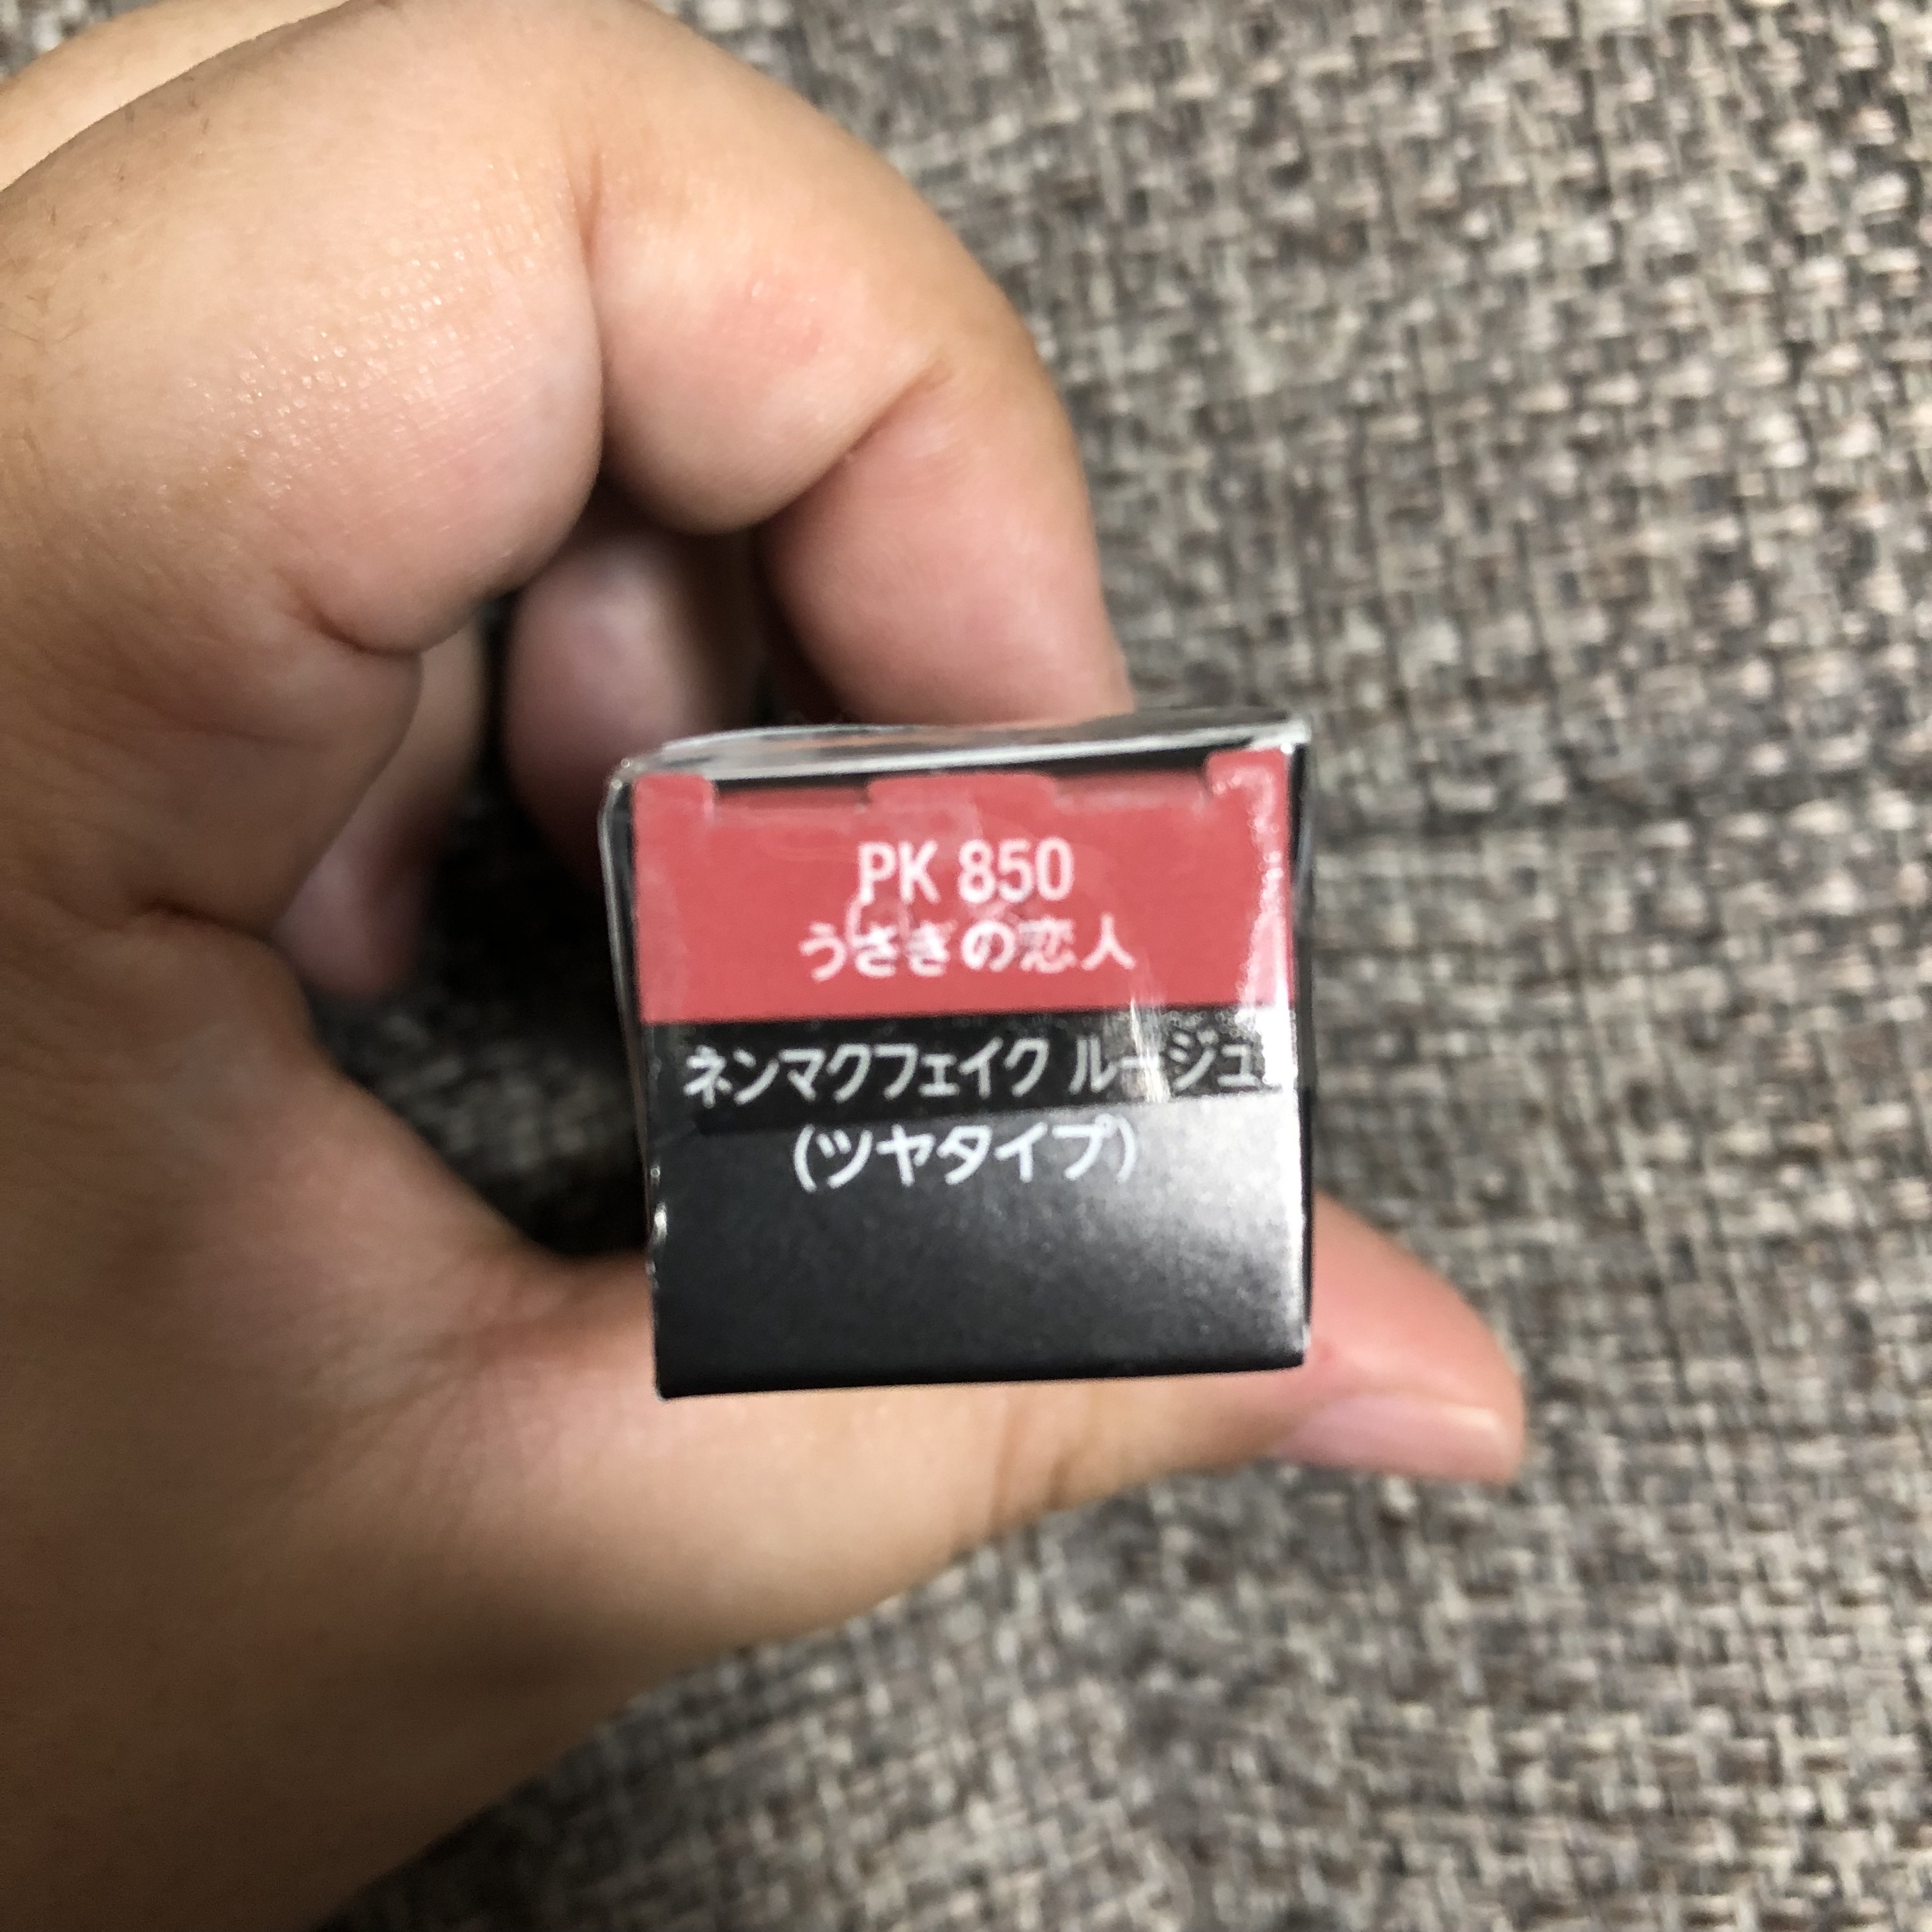 PK 850
うさぎの恋人
ネンマクフェイク ルージュ
(ツヤタイプ)